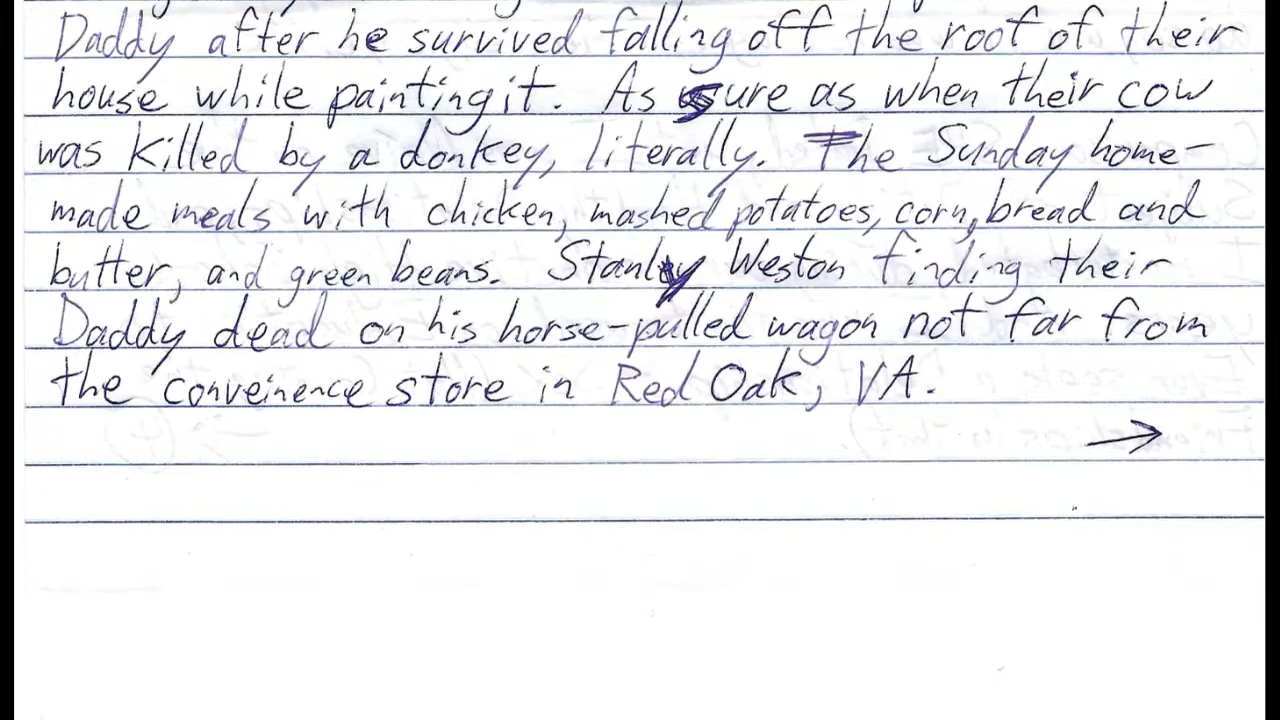 Daddy after he survived falling off the roof of their
house while painting it. As sure as when their cow
was killed by a donkey, literally. The Sunday home-
made meals with chicken, mashed potatoes, corn, bread and
butter, and green beans. Stanley Weston finding their
Daddy dead on his horse-pulled wagon not far from
the conveinence store in Red Oak, VA.
→